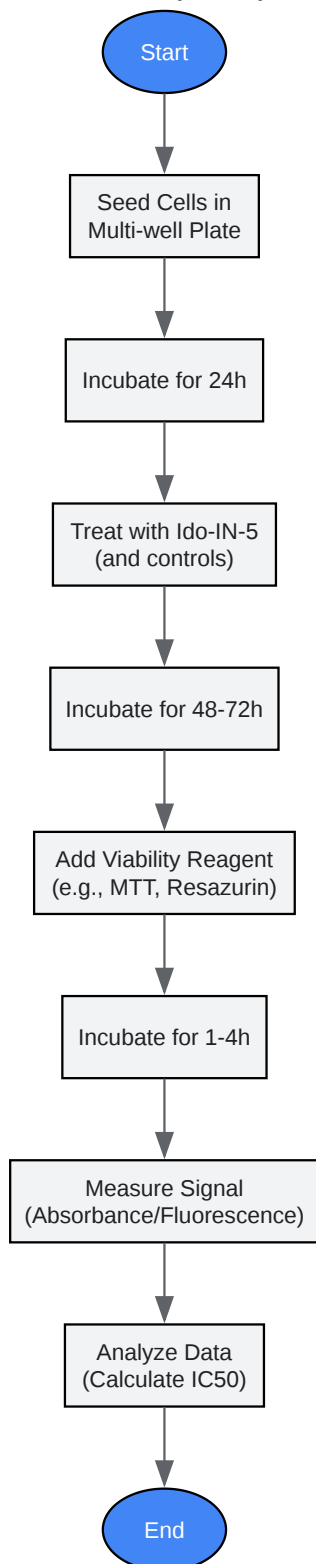 Start
Seed Cells in
Multi-well Plate
Incubate for 24h
Treat with Ido-IN-5
(and controls)
Incubate for 48-72h
Add Viability Reagent
(e.g., MTT, Resazurin)
Incubate for 1-4h
Measure Signal
(Absorbance/Fluorescence)
Analyze Data
(Calculate IC50)
End